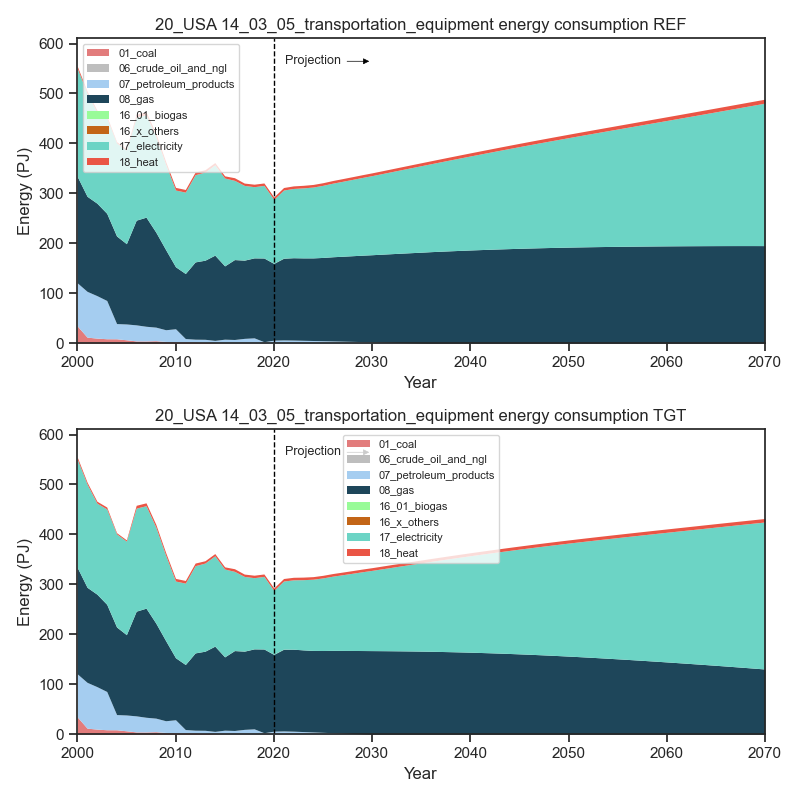 20_USA 14_03_05_transportation_equipment energy consumption REF
600
500
400
300
200
100
0
Energy (PJ)
01_coal
06_crude_oil_and_ngl
07_petroleum_products
08_gas
16_01_biogas
16_x_others
17_electricity
18_heat
Projection
2000
2010
2020
2030
2040
2050
2060
2070
Year
20_USA 14_03_05_transportation_equipment energy consumption TGT
600
500
400
300
200
100
0
Energy (PJ)
Projection
01_coal
06_crude_oil_and_ngl
07_petroleum_products
08_gas
16_01_biogas
16_x_others
17_electricity
18_heat
2000
2010
2020
2030
2040
2050
2060
2070
Year